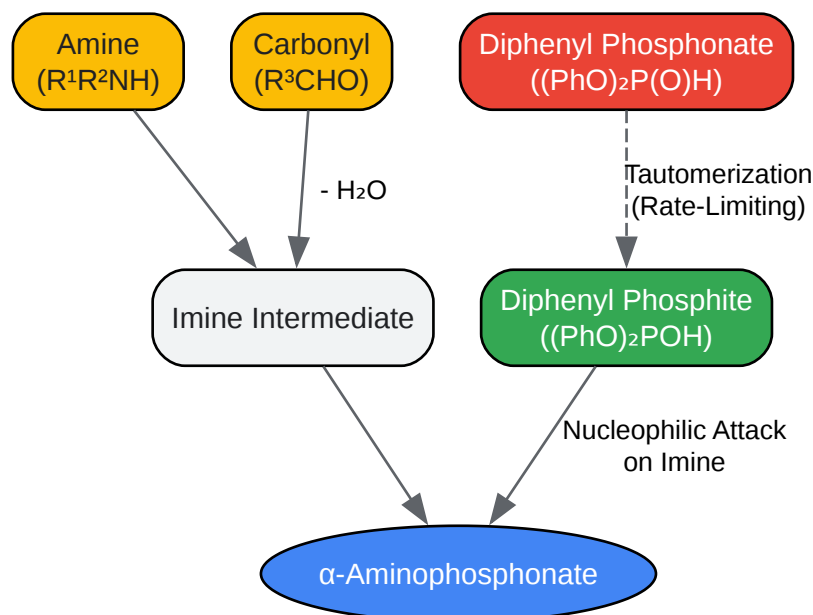 Amine
(R¹R²NH)
Carbonyl
(R³CHO)
Diphenyl Phosphonate
((PhO)₂P(O)H)
- H₂O
Tautomerization
(Rate-Limiting)
Imine Intermediate
Diphenyl Phosphite
((PhO)₂POH)
Nucleophilic Attack
on Imine
α-Aminophosphonate